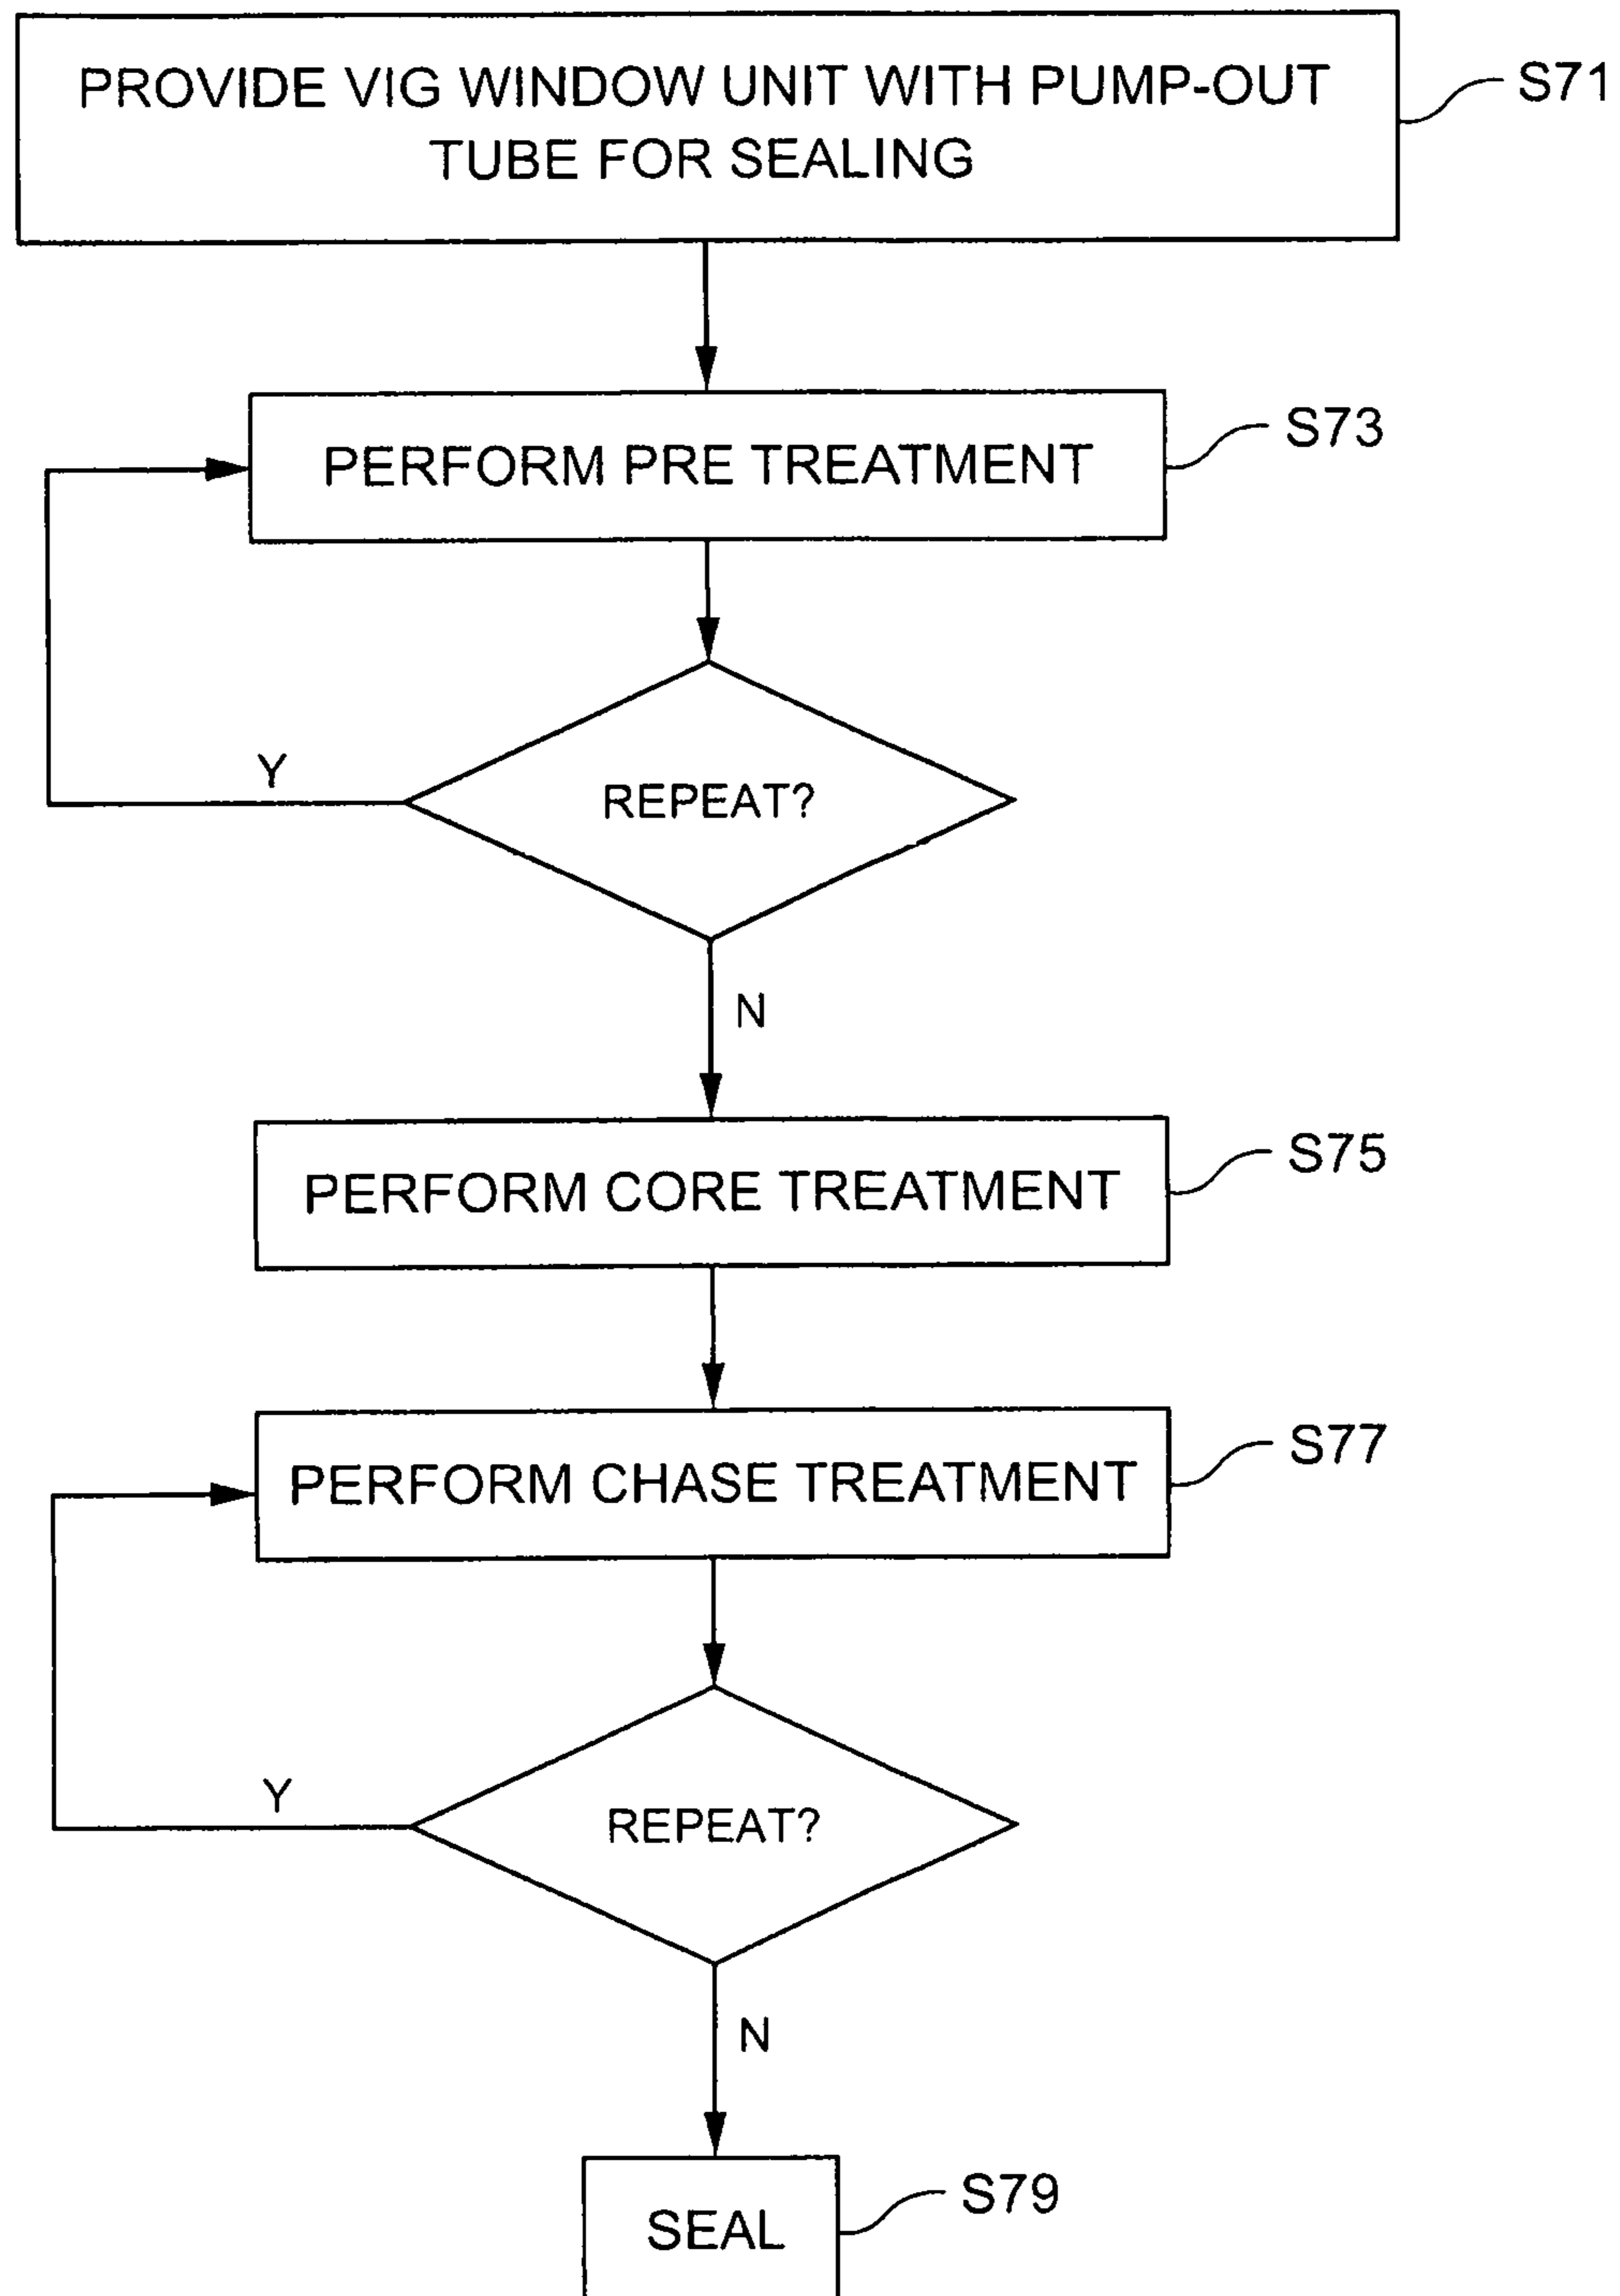 PROVIDE VIG WINDOW UNIT WITH PUMP-OUT
TUBE FOR SEALING
S71
PERFORM PRE TREATMENT
S73
REPEAT?
Y
N
PERFORM CORE TREATMENT
S75
PERFORM CHASE TREATMENT
S77
REPEAT?
Y
N
SEAL
S79